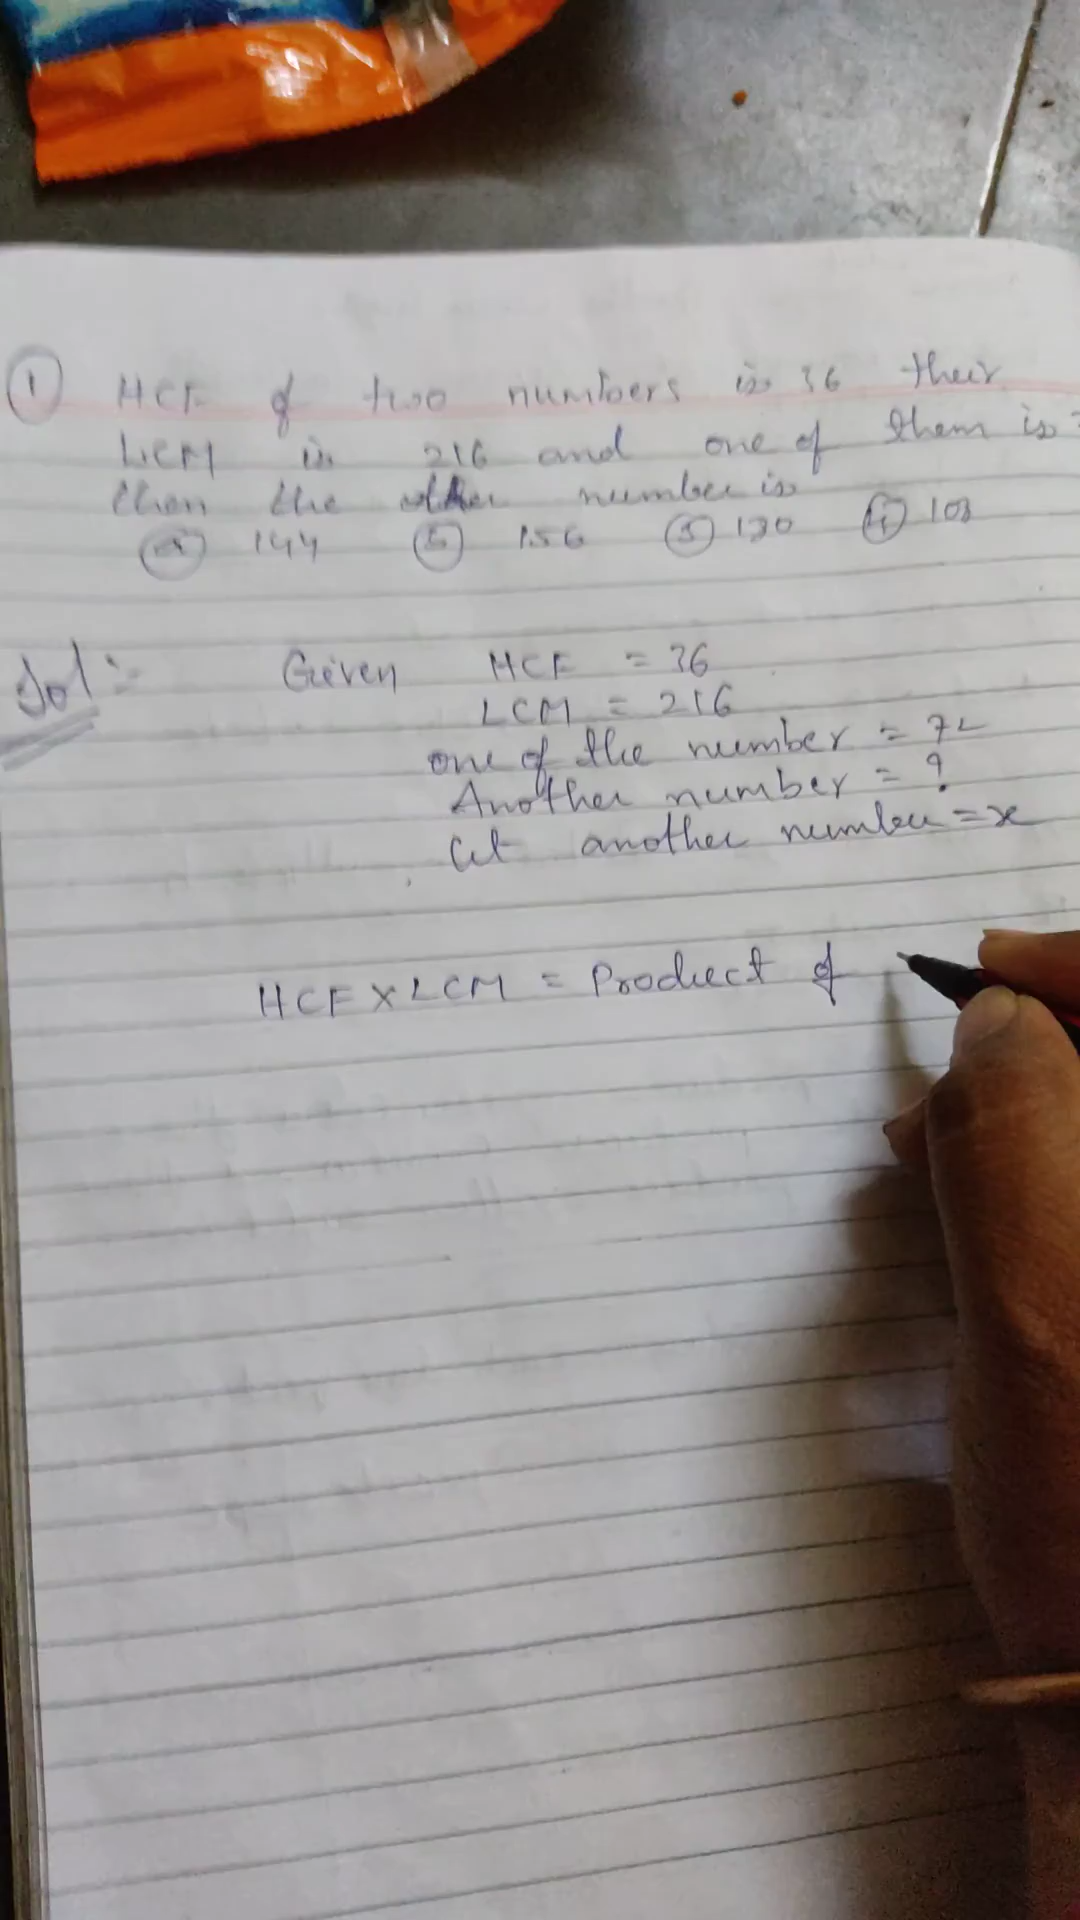 ① HCF of two numbers is 36 their
LCM is 216 and one of them is
then the other number is
144 156 130 108
Sol:- Given HCF = 36
LCM = 216
one of the number = 72
Another number = ?
let another number = x
HCF X LCM = Product of